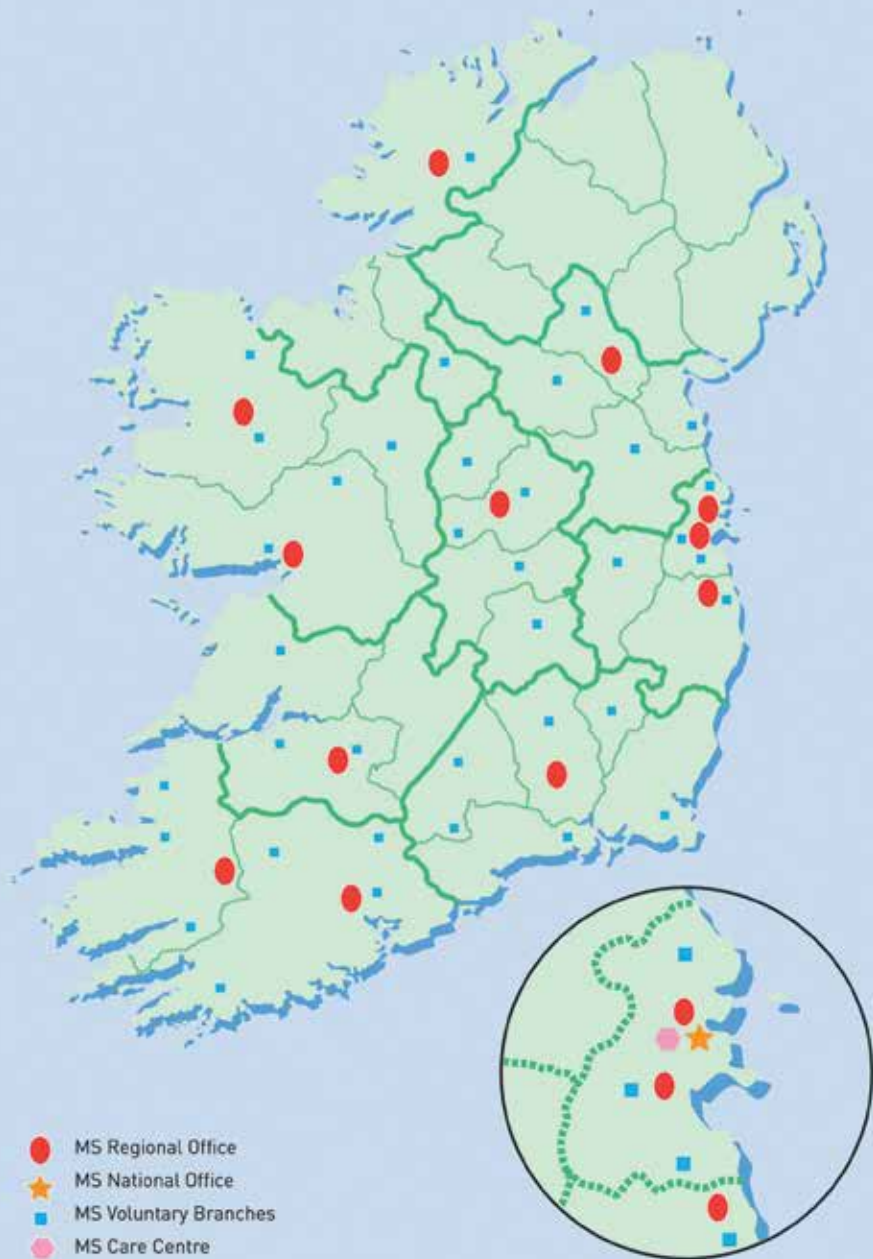 MS Regional Office
MS National Office
MS Voluntary Branches
MS Care Centre